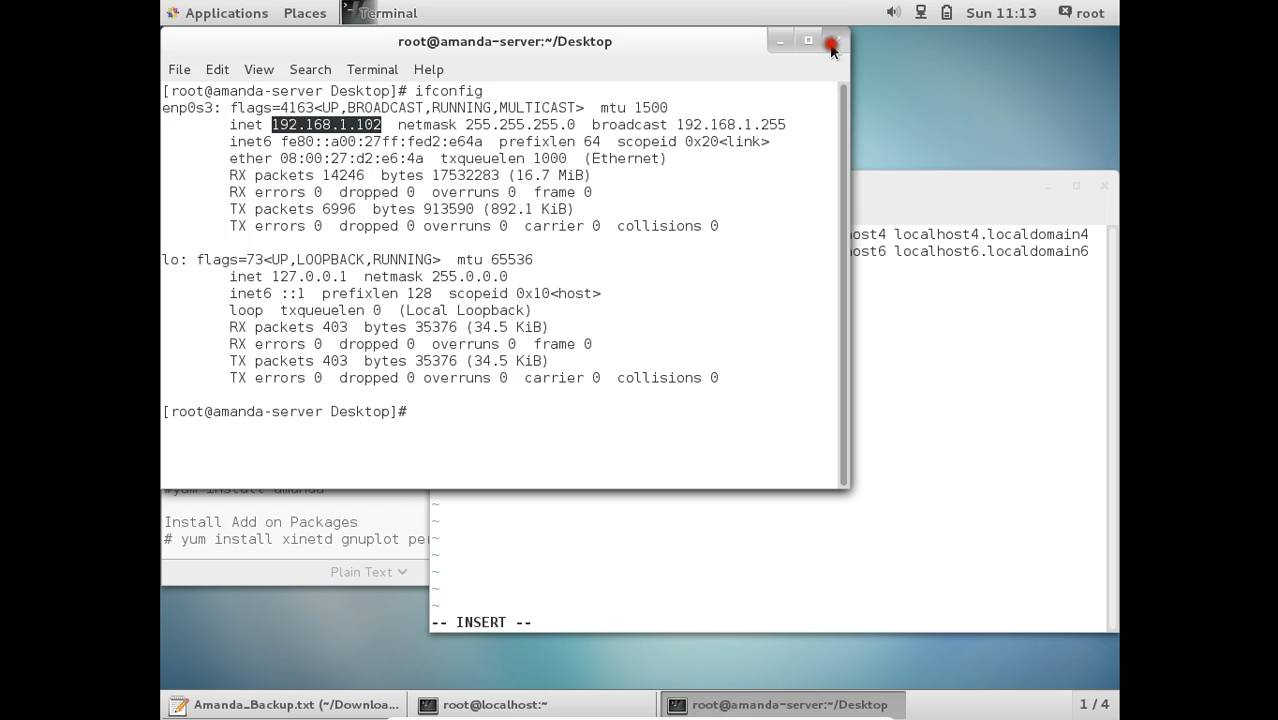 Applications Places Terminal Sun 11:13 root
root@amanda-server:~/Desktop
File Edit View Search Terminal Help
[root@amanda-server Desktop]# ifconfig
enp0s3: flags=4163<UP,BROADCAST,RUNNING,MULTICAST> mtu 1500
inet 192.168.1.102 netmask 255.255.255.0 broadcast 192.168.1.255
inet6 fe80::a00:27ff:fed2:e64a prefixlen 64 scopeid 0x20<link>
ether 08:00:27:d2:e6:4a txqueuelen 1000 (Ethernet)
RX packets 14246 bytes 17532283 (16.7 MiB)
RX errors 0 dropped 0 overruns 0 frame 0
TX packets 6996 bytes 913590 (892.1 KiB)
TX errors 0 dropped 0 overruns 0 carrier 0 collisions 0
lo: flags=73<UP,LOOPBACK,RUNNING> mtu 65536
inet 127.0.0.1 netmask 255.0.0.0
inet6 ::1 prefixlen 128 scopeid 0x10<host>
loop txqueuelen 0 (Local Loopback)
RX packets 403 bytes 35376 (34.5 KiB)
RX errors 0 dropped 0 overruns 0 frame 0
TX packets 403 bytes 35376 (34.5 KiB)
TX errors 0 dropped 0 overruns 0 carrier 0 collisions 0
[root@amanda-server Desktop]#
host4 localhost4.localdomain4
host6 localhost6.localdomain6
#yum install amanda
Install Add on Packages
# yum install xinetd gnuplot per
Plain Text
~
~
~
~
~
~
~
-- INSERT --
Amanda_Backup.txt (~/Downloa... root@localhost:~ root@amanda-server:~/Desktop 1 / 4